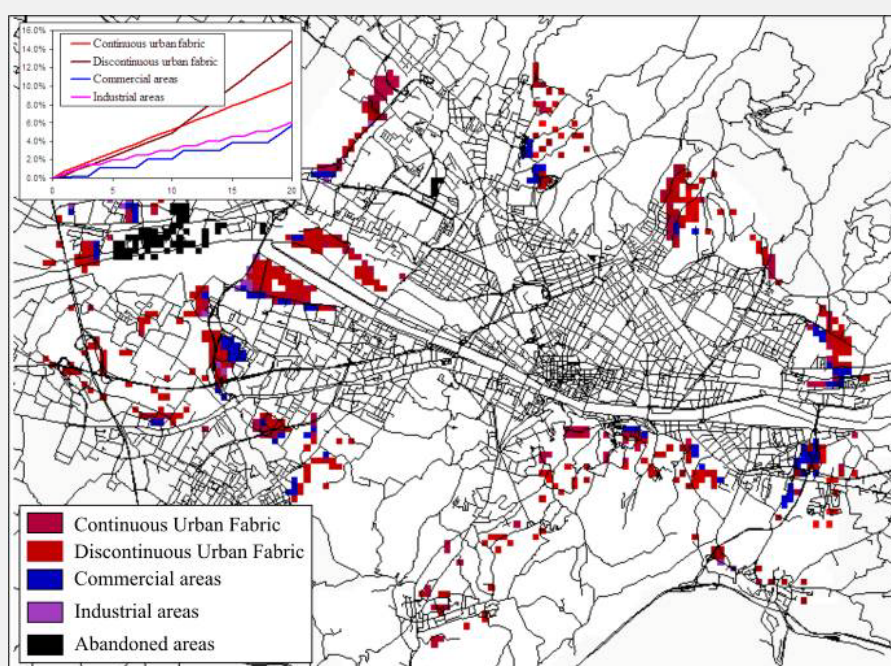 16.0%
14.0%
12.0%
10.0%
8.0%
6.0%
4.0%
2.0%
0.0%
Continuous urban fabric
Discontinuous urban fabric
Commercial areas
Industrial areas
0 5 10 15 20
Continuous Urban Fabric
Discontinuous Urban Fabric
Commercial areas
Industrial areas
Abandoned areas